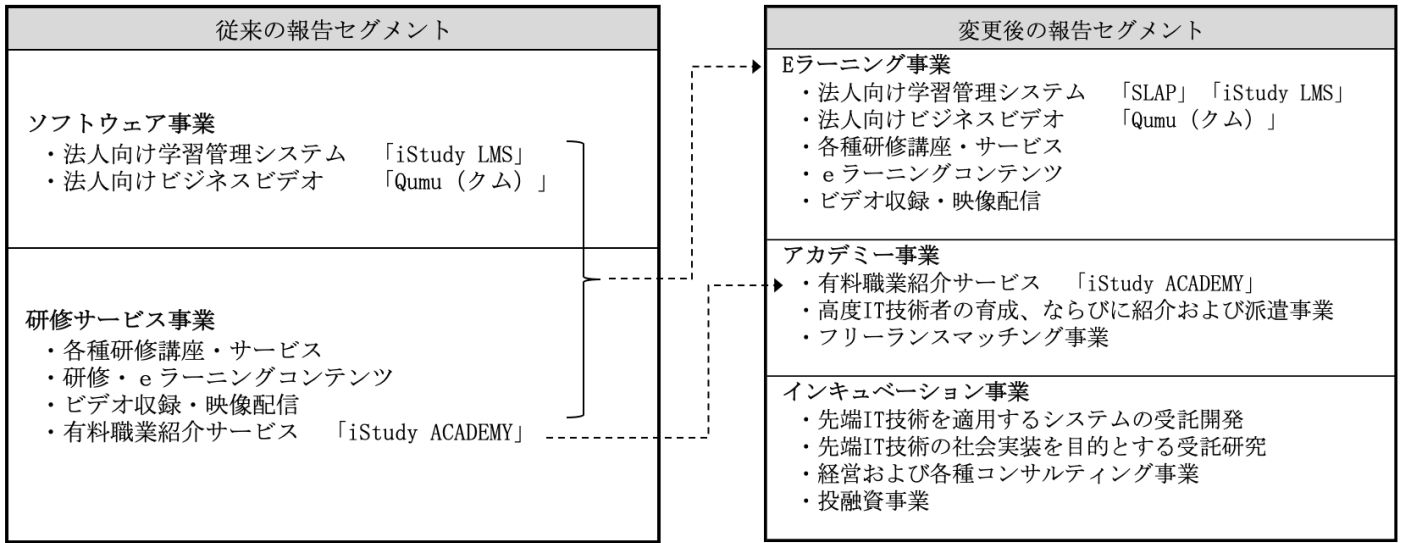 従来の報告セグメント
ソフトウェア事業
・法人向け学習管理システム 「iStudy LMS」
・法人向けビジネスビデオ 「Qumu（クム）」
研修サービス事業
・各種研修講座・サービス
・研修・ｅラーニングコンテンツ
・ビデオ収録・映像配信
・有料職業紹介サービス 「iStudy ACADEMY」
変更後の報告セグメント
Eラーニング事業
・法人向け学習管理システム 「SLAP」「iStudy LMS」
・法人向けビジネスビデオ 「Qumu（クム）」
・各種研修講座・サービス
・ｅラーニングコンテンツ
・ビデオ収録・映像配信
アカデミー事業
・有料職業紹介サービス 「iStudy ACADEMY」
・高度IT技術者の育成、ならびに紹介および派遣事業
・フリーランスマッチング事業
インキュベーション事業
・先端IT技術を適用するシステムの受託開発
・先端IT技術の社会実装を目的とする受託研究
・経営および各種コンサルティング事業
・投融資事業